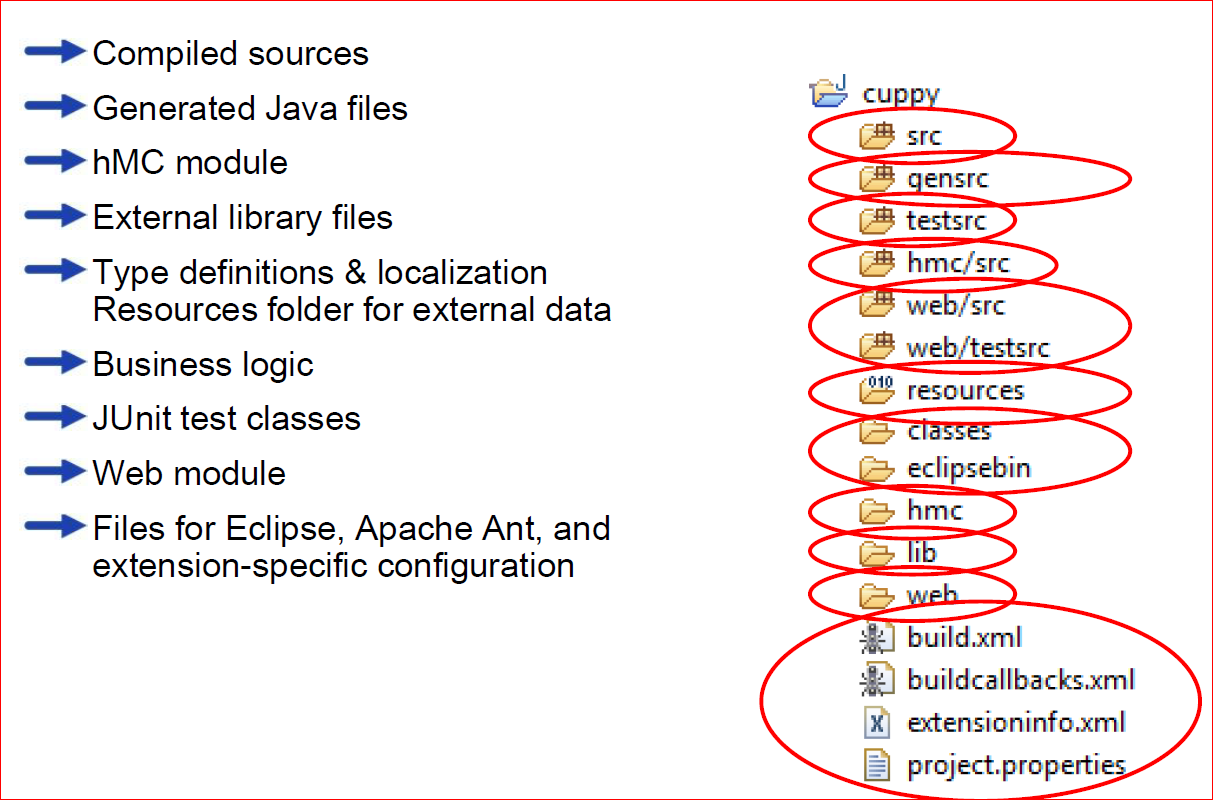 Compiled sources
Generated Java files
hMC module
External library files
Type definitions & localization
Resources folder for external data
Business logic
JUnit test classes
Web module
Files for Eclipse, Apache Ant, and
extension-specific configuration
cuppy
src
gensrc
testsrc
hmc/src
web/src
web/testsrc
010 resources
classes
eclipsebin
hmc
lib
web
build.xml
buildcallbacks.xml
extensioninfo.xml
project.properties